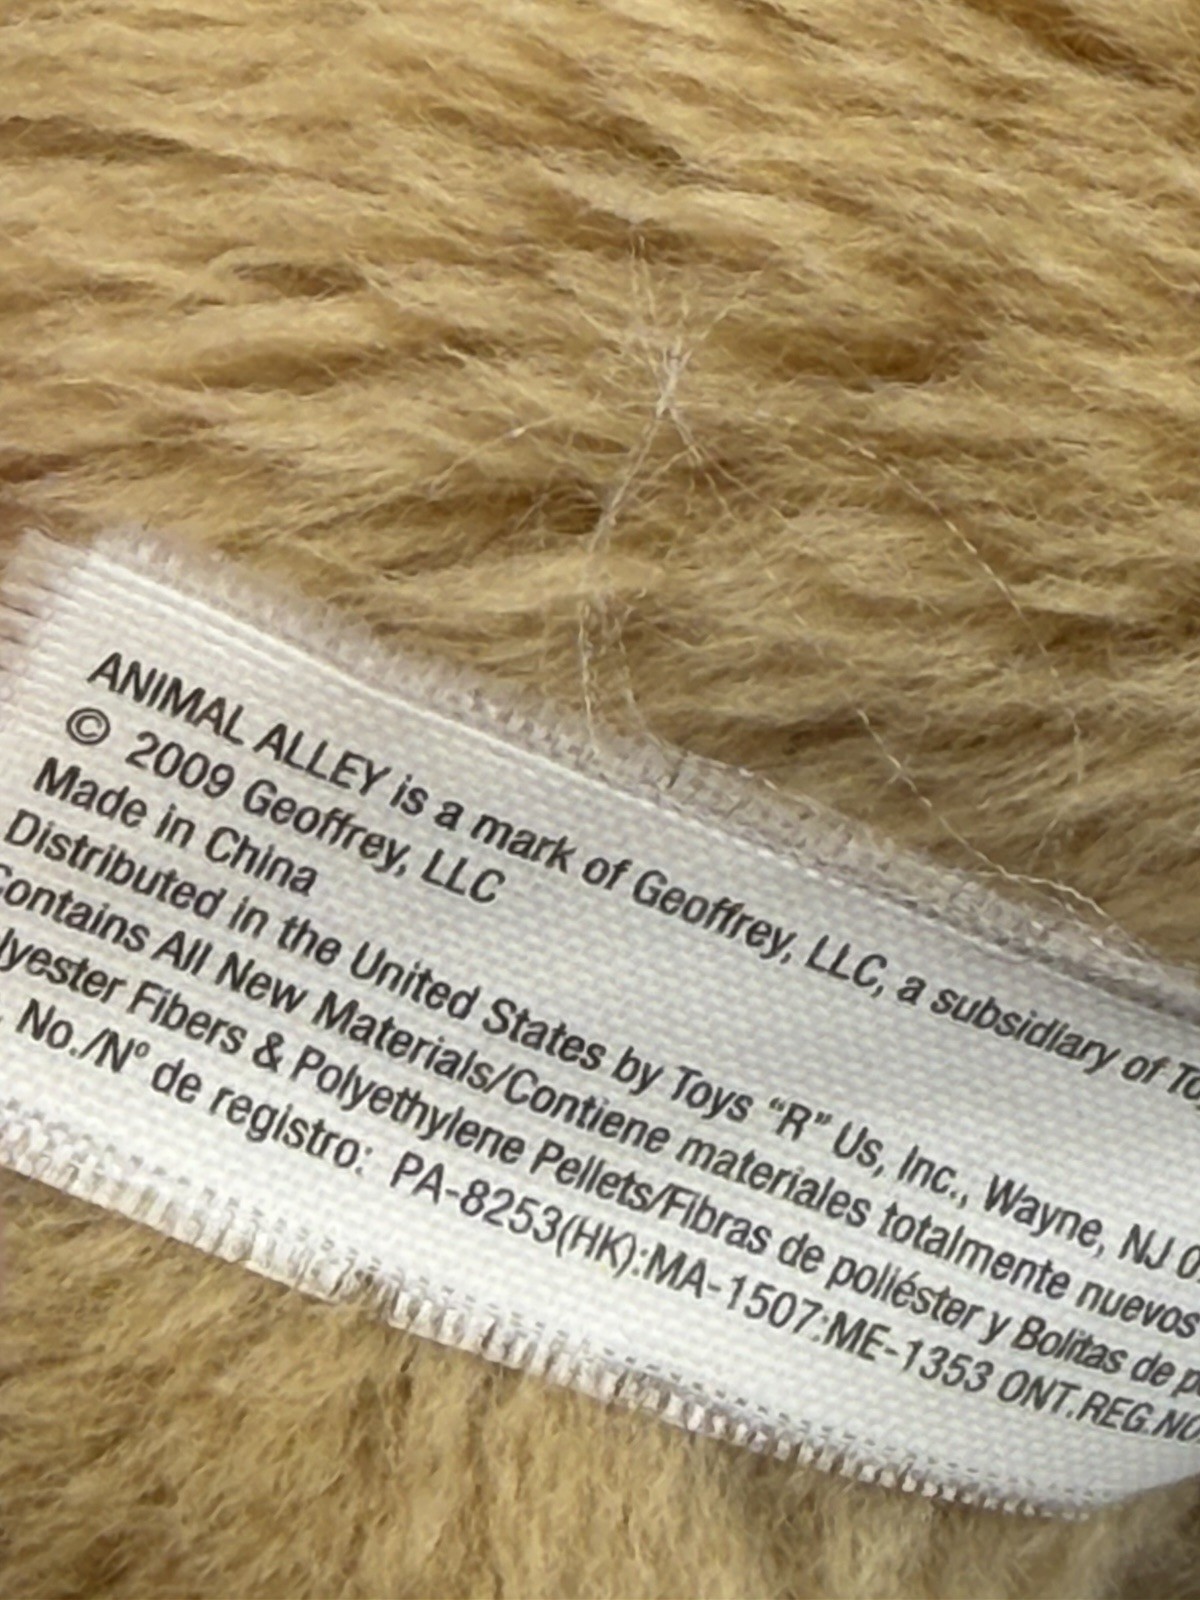 ANIMAL ALLEY is a mark of Geoffrey, LLC, a subsidiary of
© 2009 Geoffrey, LLC
Made in China
Distributed in the United States by Toys "R" Us, Inc., Wayne, NJ 0
Contains All New Materials/Contiene materiales totalmente nuevos
lyester Fibers & Polyethylene Pellets/Fibras de poliéster y Bolitas de p
. No./Nº de registro: PA-8253(HK):MA-1507:ME-1353 ONT.REG.NO.